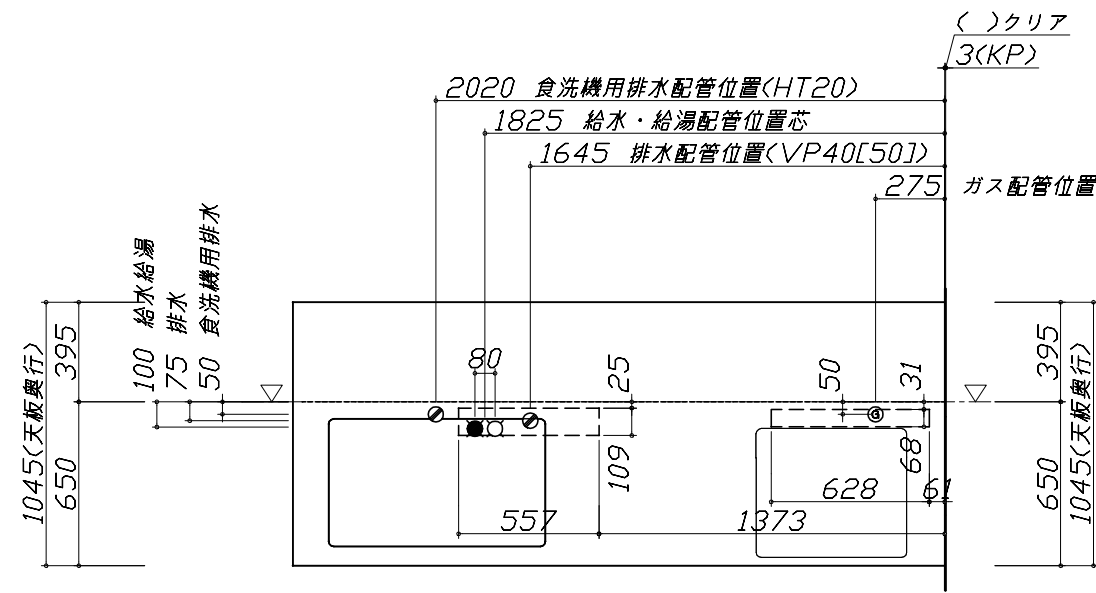 ( )クリア
3(KP)
2020 食洗機用排水配管位置(HT20)
1825 給水・給湯配管位置芯
1645 排水配管位置(VP40[50])
275 ガス配管位置
100 給水給湯
75 排水
50 食洗機用排水
1045(天板奥行)
395
650
80
25
109
557
1373
50
31
68
G
628
61
395
650
1045(天板奥行)